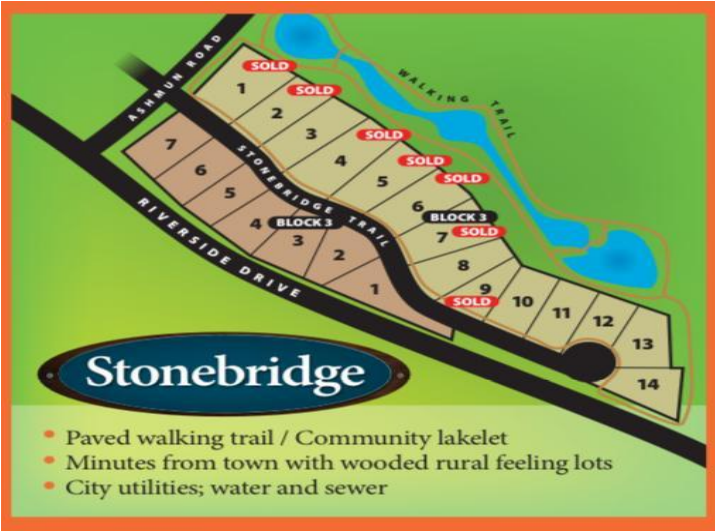 ASHMUN ROAD
WALKING TRAIL
SOLD
1
SOLD
2
3
SOLD
4
SOLD
5
SOLD
6
BLOCK 3
7
SOLD
8
9
SOLD
10
11
12
13
14
STONEBRIDGE TRAIL
7
6
5
4
BLOCK 3
3
2
1
RIVERSIDE DRIVE
Stonebridge
• Paved walking trail / Community lakelet
• Minutes from town with wooded rural feeling lots
• City utilities; water and sewer